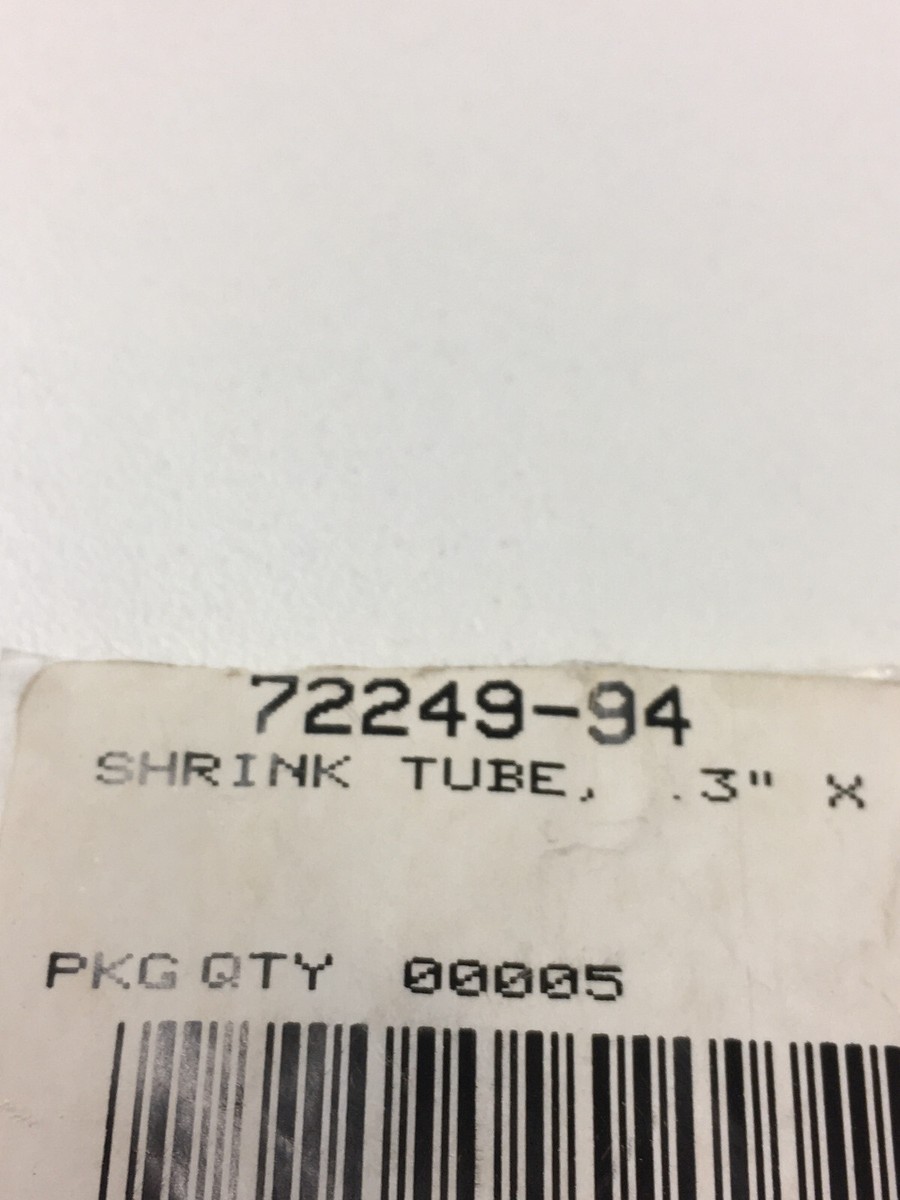 72249-94
SHRINK TUBE, .3" X
PKG QTY 00005